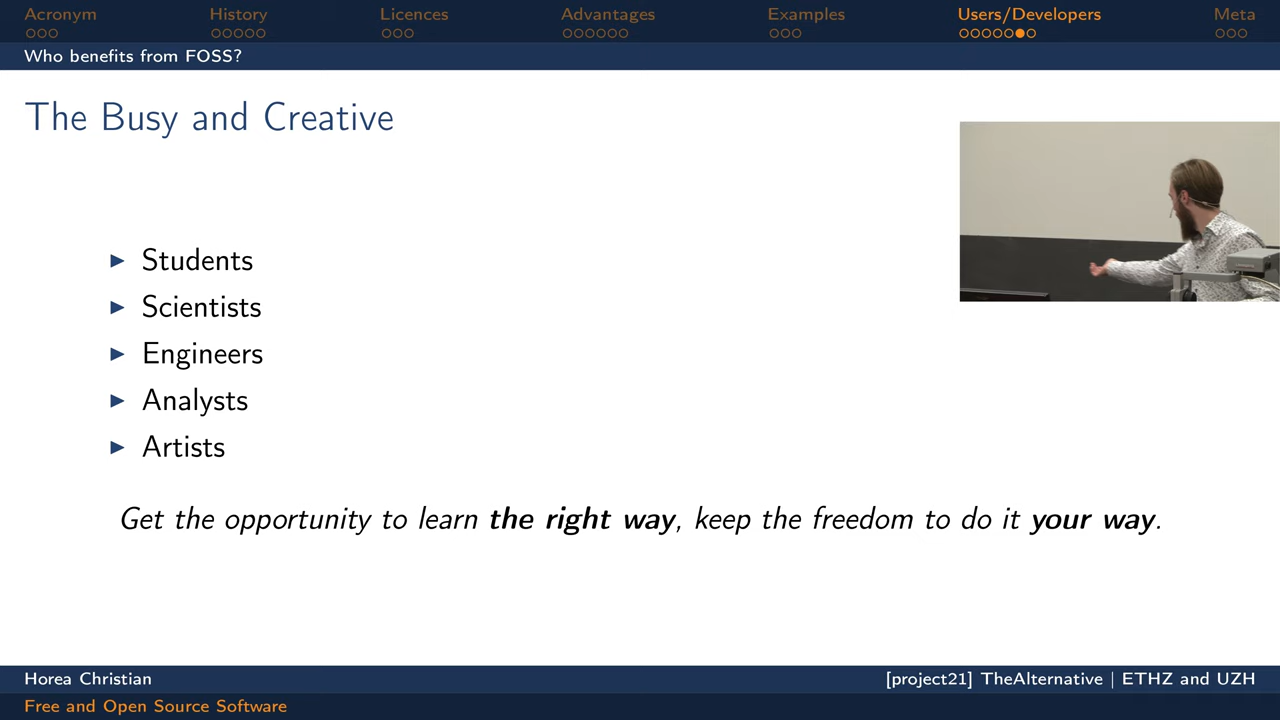 Acronym History Licences Advantages Examples Users/Developers Meta
Who benefits from FOSS?
The Busy and Creative
Students
Scientists
Engineers
Analysts
Artists
Get the opportunity to learn the right way, keep the freedom to do it your way.
Horea Christian [project21] TheAlternative | ETHZ and UZH
Free and Open Source Software